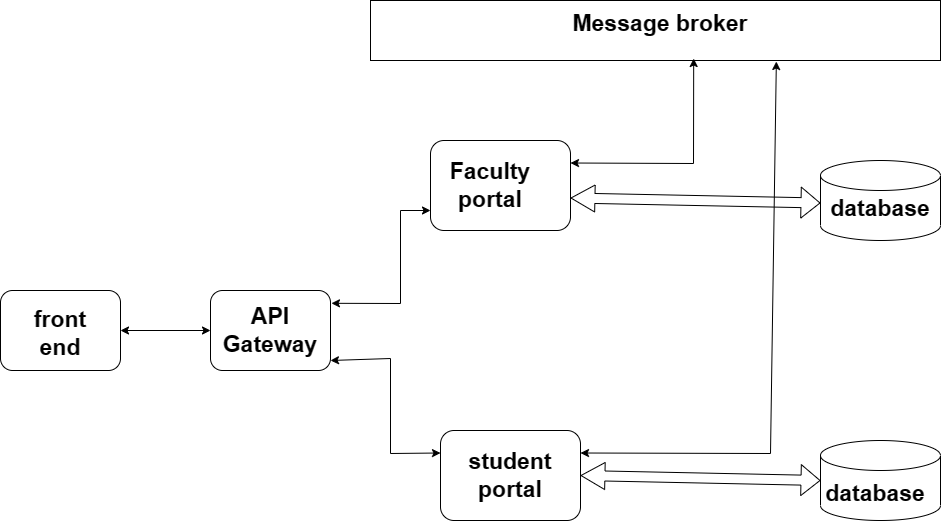 Message broker
Faculty
portal
database
front
end
API
Gateway
student
portal
database